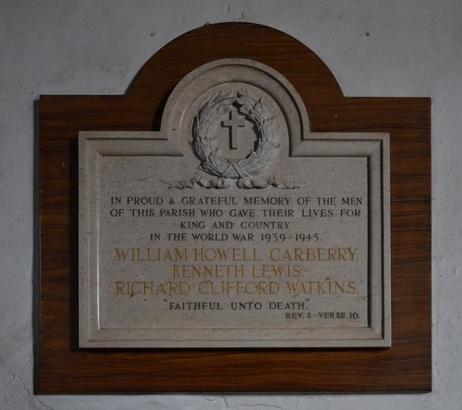 IN PROUD & GRATEFUL MEMORY OF THE MEN
OF THIS PARISH WHO GAVE THEIR LIVES FOR
KING AND COUNTRY
IN THE WORLD WAR 1939-1945.
WILLIAM HOWELL CARBERRY.
KENNETH LEWIS.
RICHARD CLIFFORD WATKINS.
"FAITHFUL UNTO DEATH."
REV. 2-VERSE 10.